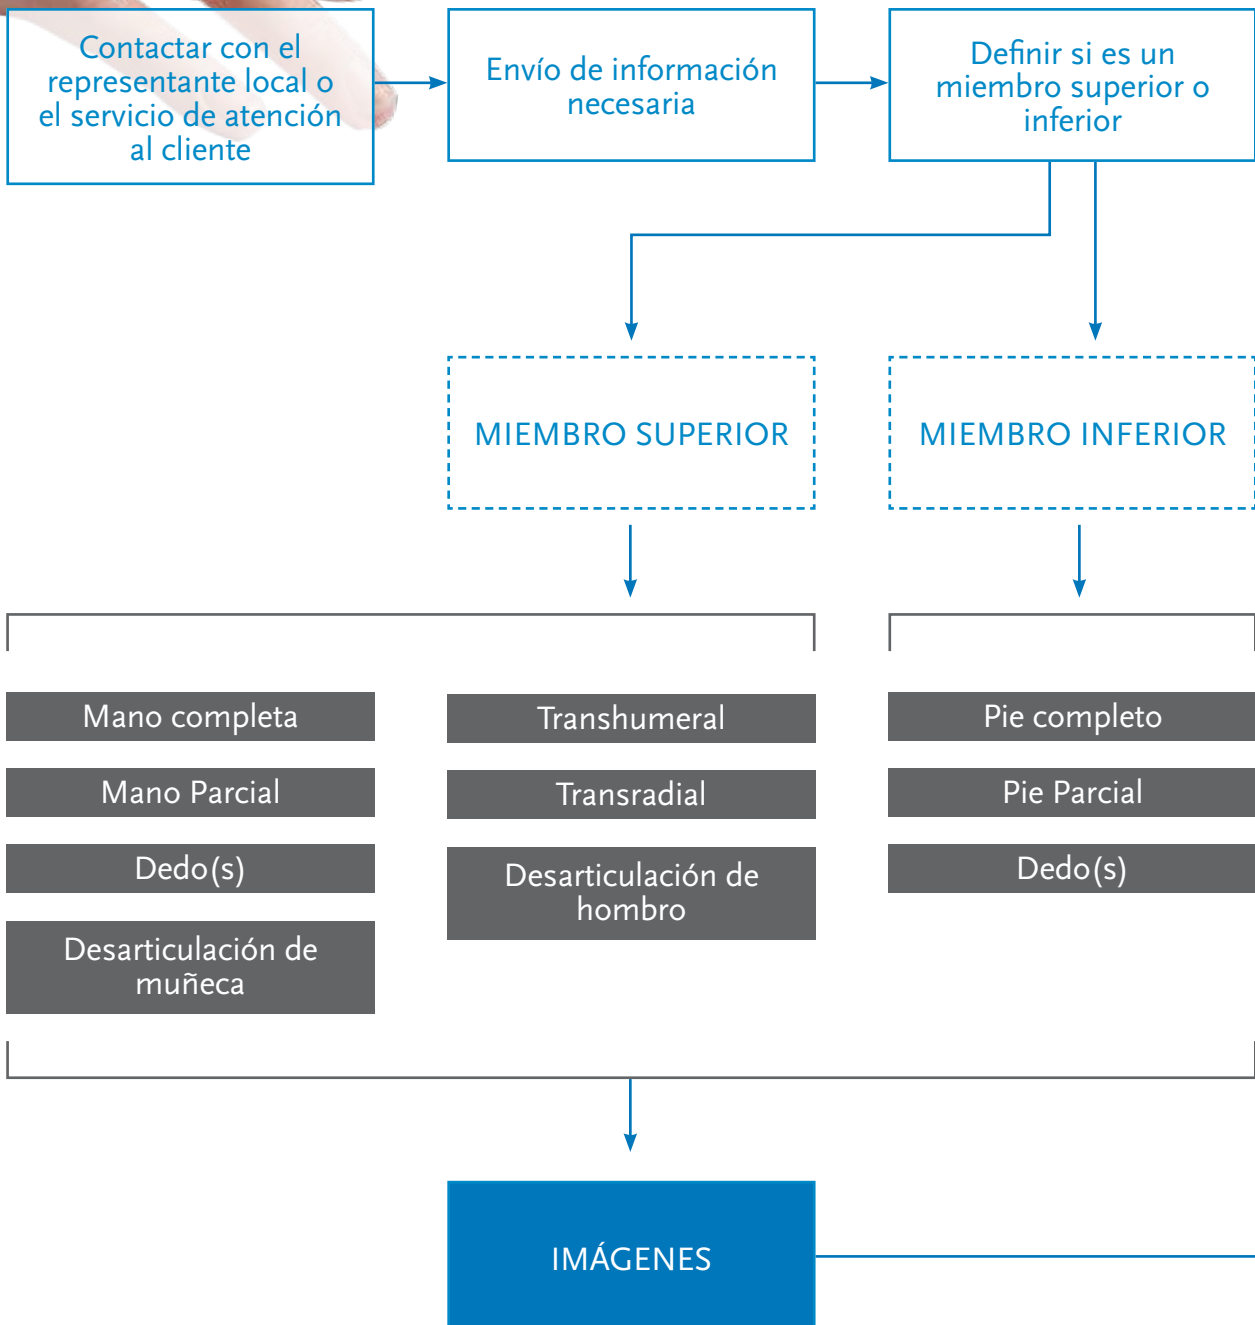 Contactar con el
representante local o
el servicio de atención
al cliente
Envío de información
necesaria
Definir si es un
miembro superior o
inferior
MIEMBRO SUPERIOR
MIEMBRO INFERIOR
Mano completa
Mano Parcial
Dedo(s)
Desarticulación de
muñeca
Transhumeral
Transradial
Desarticulación de
hombro
Pie completo
Pie Parcial
Dedo(s)
IMÁGENES